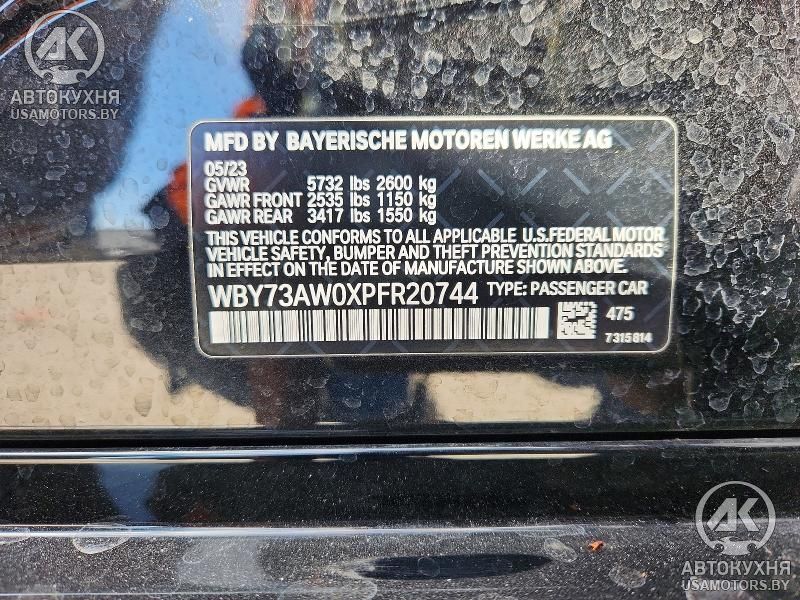 AK
АВТОКУХНЯ
USAMOTORS.BY
MFD BY BAYERISCHE MOTOREN WERKE AG
05/23
GVWR 5732 lbs 2600 kg
GAWR FRONT 2535 lbs 1150 kg
GAWR REAR 3417 lbs 1550 kg
THIS VEHICLE CONFORMS TO ALL APPLICABLE U.S.FEDERAL MOTOR
VEHICLE SAFETY, BUMPER AND THEFT PREVENTION STANDARDS
IN EFFECT ON THE DATE OF MANUFACTURE SHOWN ABOVE.
WBY73AW0XPFR20744 TYPE: PASSENGER CAR
475
7315814
AK
АВТОКУХНЯ
USAMOTORS.BY